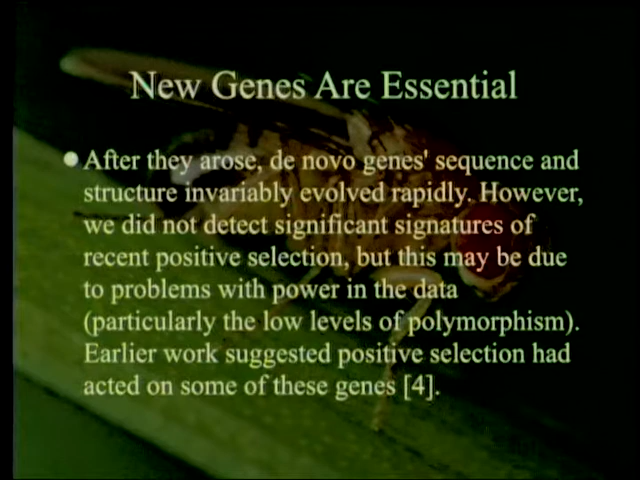 New Genes Are Essential
After they arose, de novo genes' sequence and
structure invariably evolved rapidly. However,
we did not detect significant signatures of
recent positive selection, but this may be due
to problems with power in the data
(particularly the low levels of polymorphism).
Earlier work suggested positive selection had
acted on some of these genes [4].